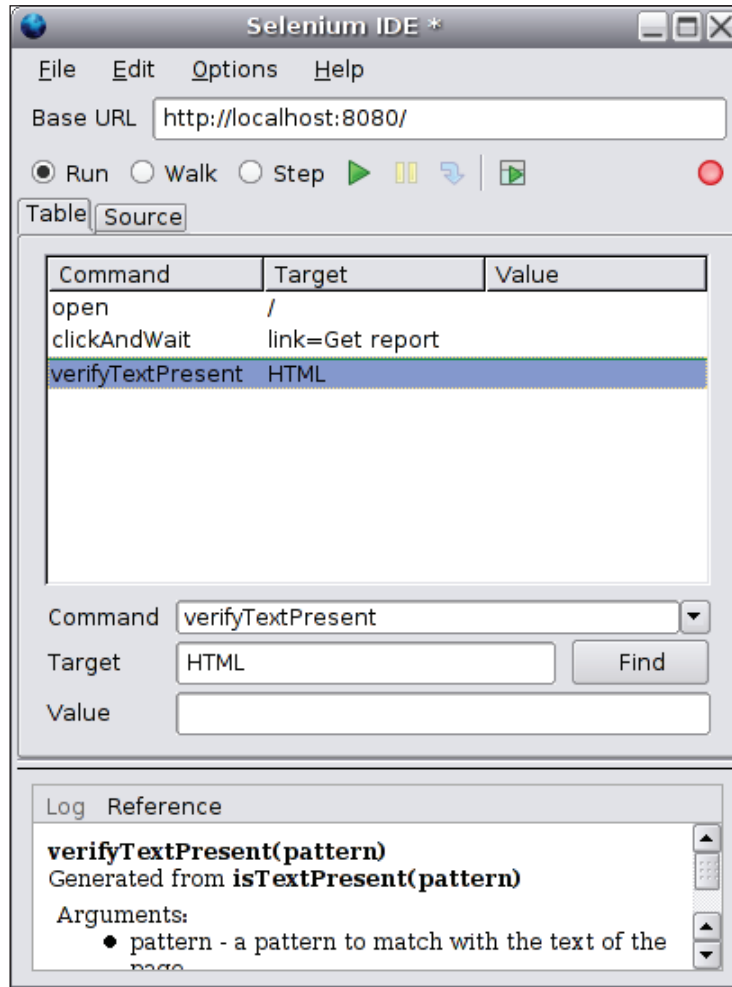 Selenium IDE *
File Edit Options Help
Base URL http://localhost:8080/
Run Walk Step
Table Source
Command Target Value
open /
clickAndWait link=Get report
verifyTextPresent HTML
Command verifyTextPresent
Target HTML Find
Value
Log Reference
verifyTextPresent(pattern)
Generated from isTextPresent(pattern)
Arguments:
● pattern - a pattern to match with the text of the
page